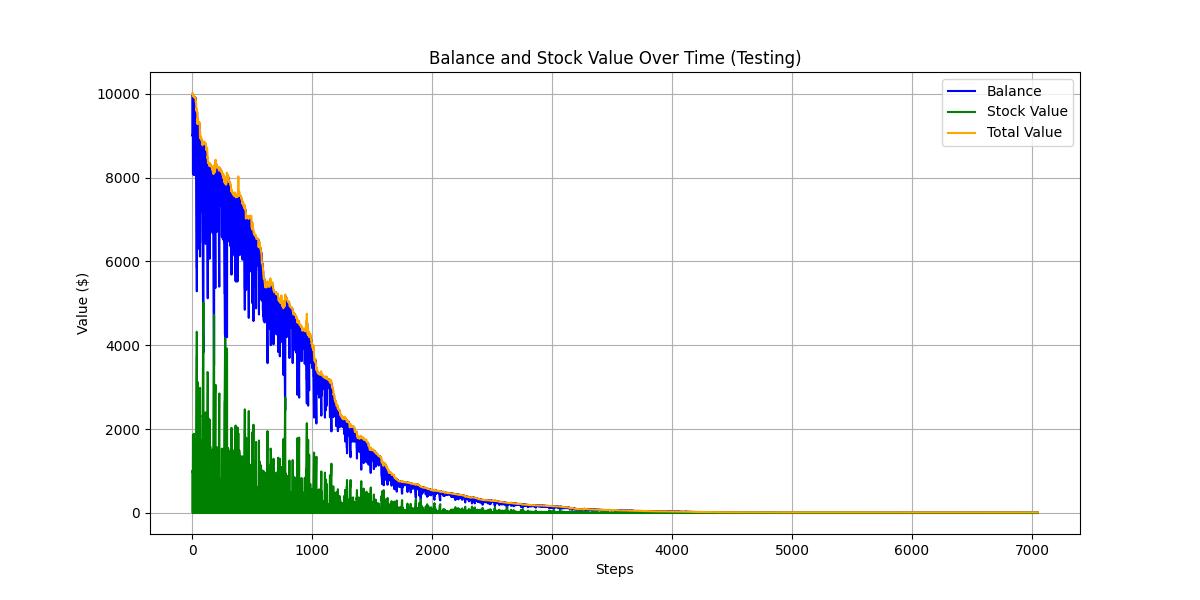 Balance and Stock Value Over Time (Testing)
Balance
Stock Value
Total Value
Value ($)
10000
8000
6000
4000
2000
0
0 1000 2000 3000 4000 5000 6000 7000
Steps